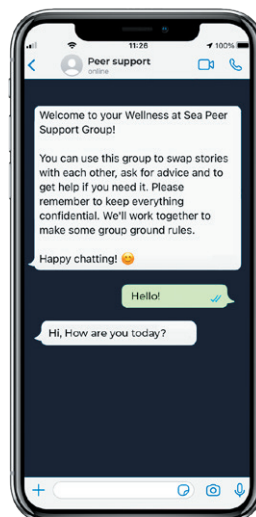 11:26
100%
Peer support
online
Welcome to your Wellness at Sea Peer
Support Group!
You can use this group to swap stories
with each other, ask for advice and to
get help if you need it. Please
remember to keep everything
confidential. We'll work together to
make some group ground rules.
Happy chatting! 😊
Hello!
Hi, How are you today?